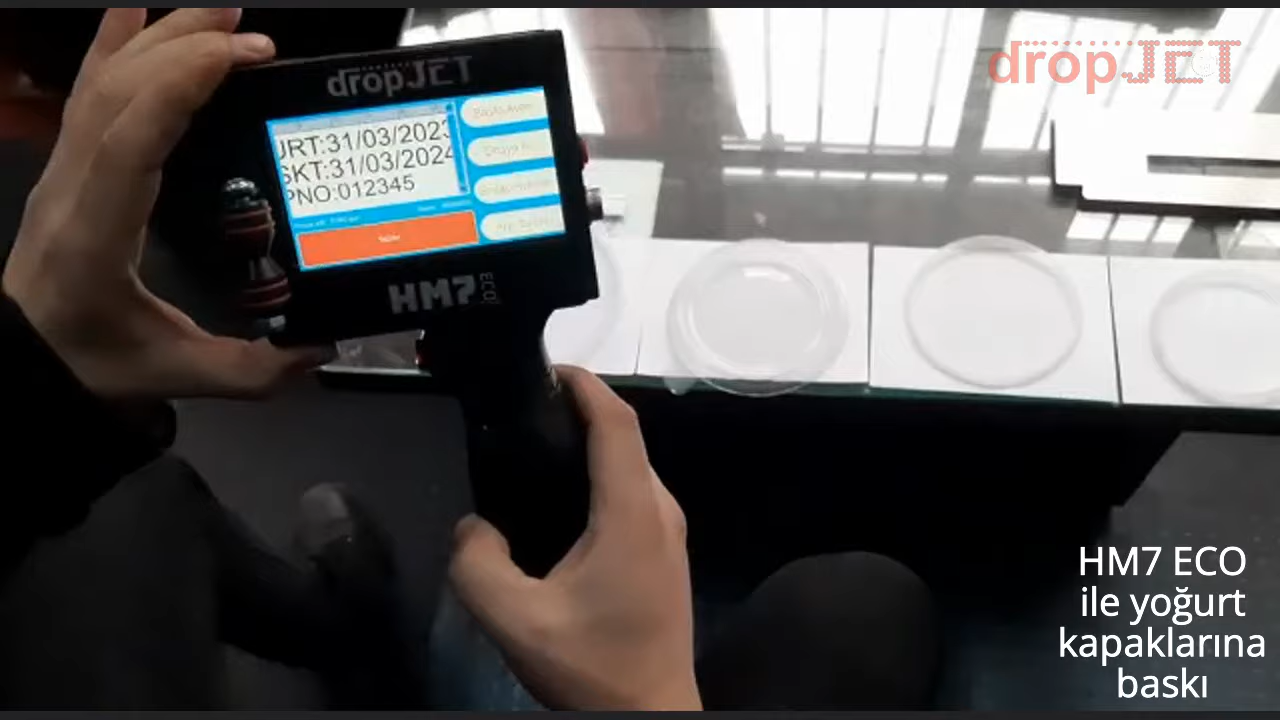 dropJET
dropJET
ÜRT:31/03/2023
SKT:31/03/2024
PNO:012345
HM7 ECO
HM7 ECO
ile yoğurt
kapaklarına
baskı